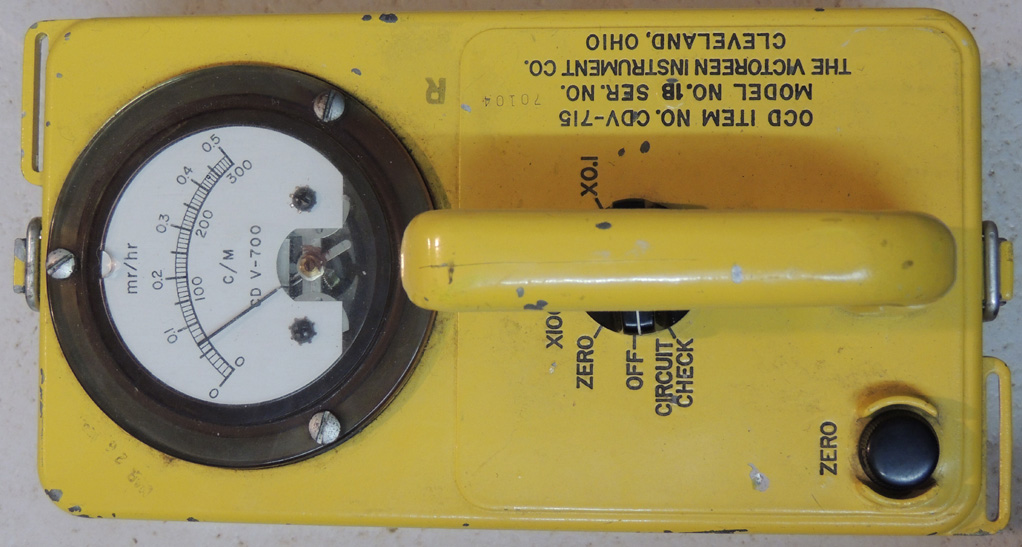 OCD ITEM NO. CDV-715
MODEL NO. 1B SER. NO. 70104
THE VICTOREEN INSTRUMENT CO.
CLEVELAND, OHIO
R
mr/hr
0 0.1 0.2 0.3 0.4 0.5
0 100 200 300
C/M
CD V-700
X0.1
X100
ZERO
OFF
CIRCUIT
CHECK
ZERO